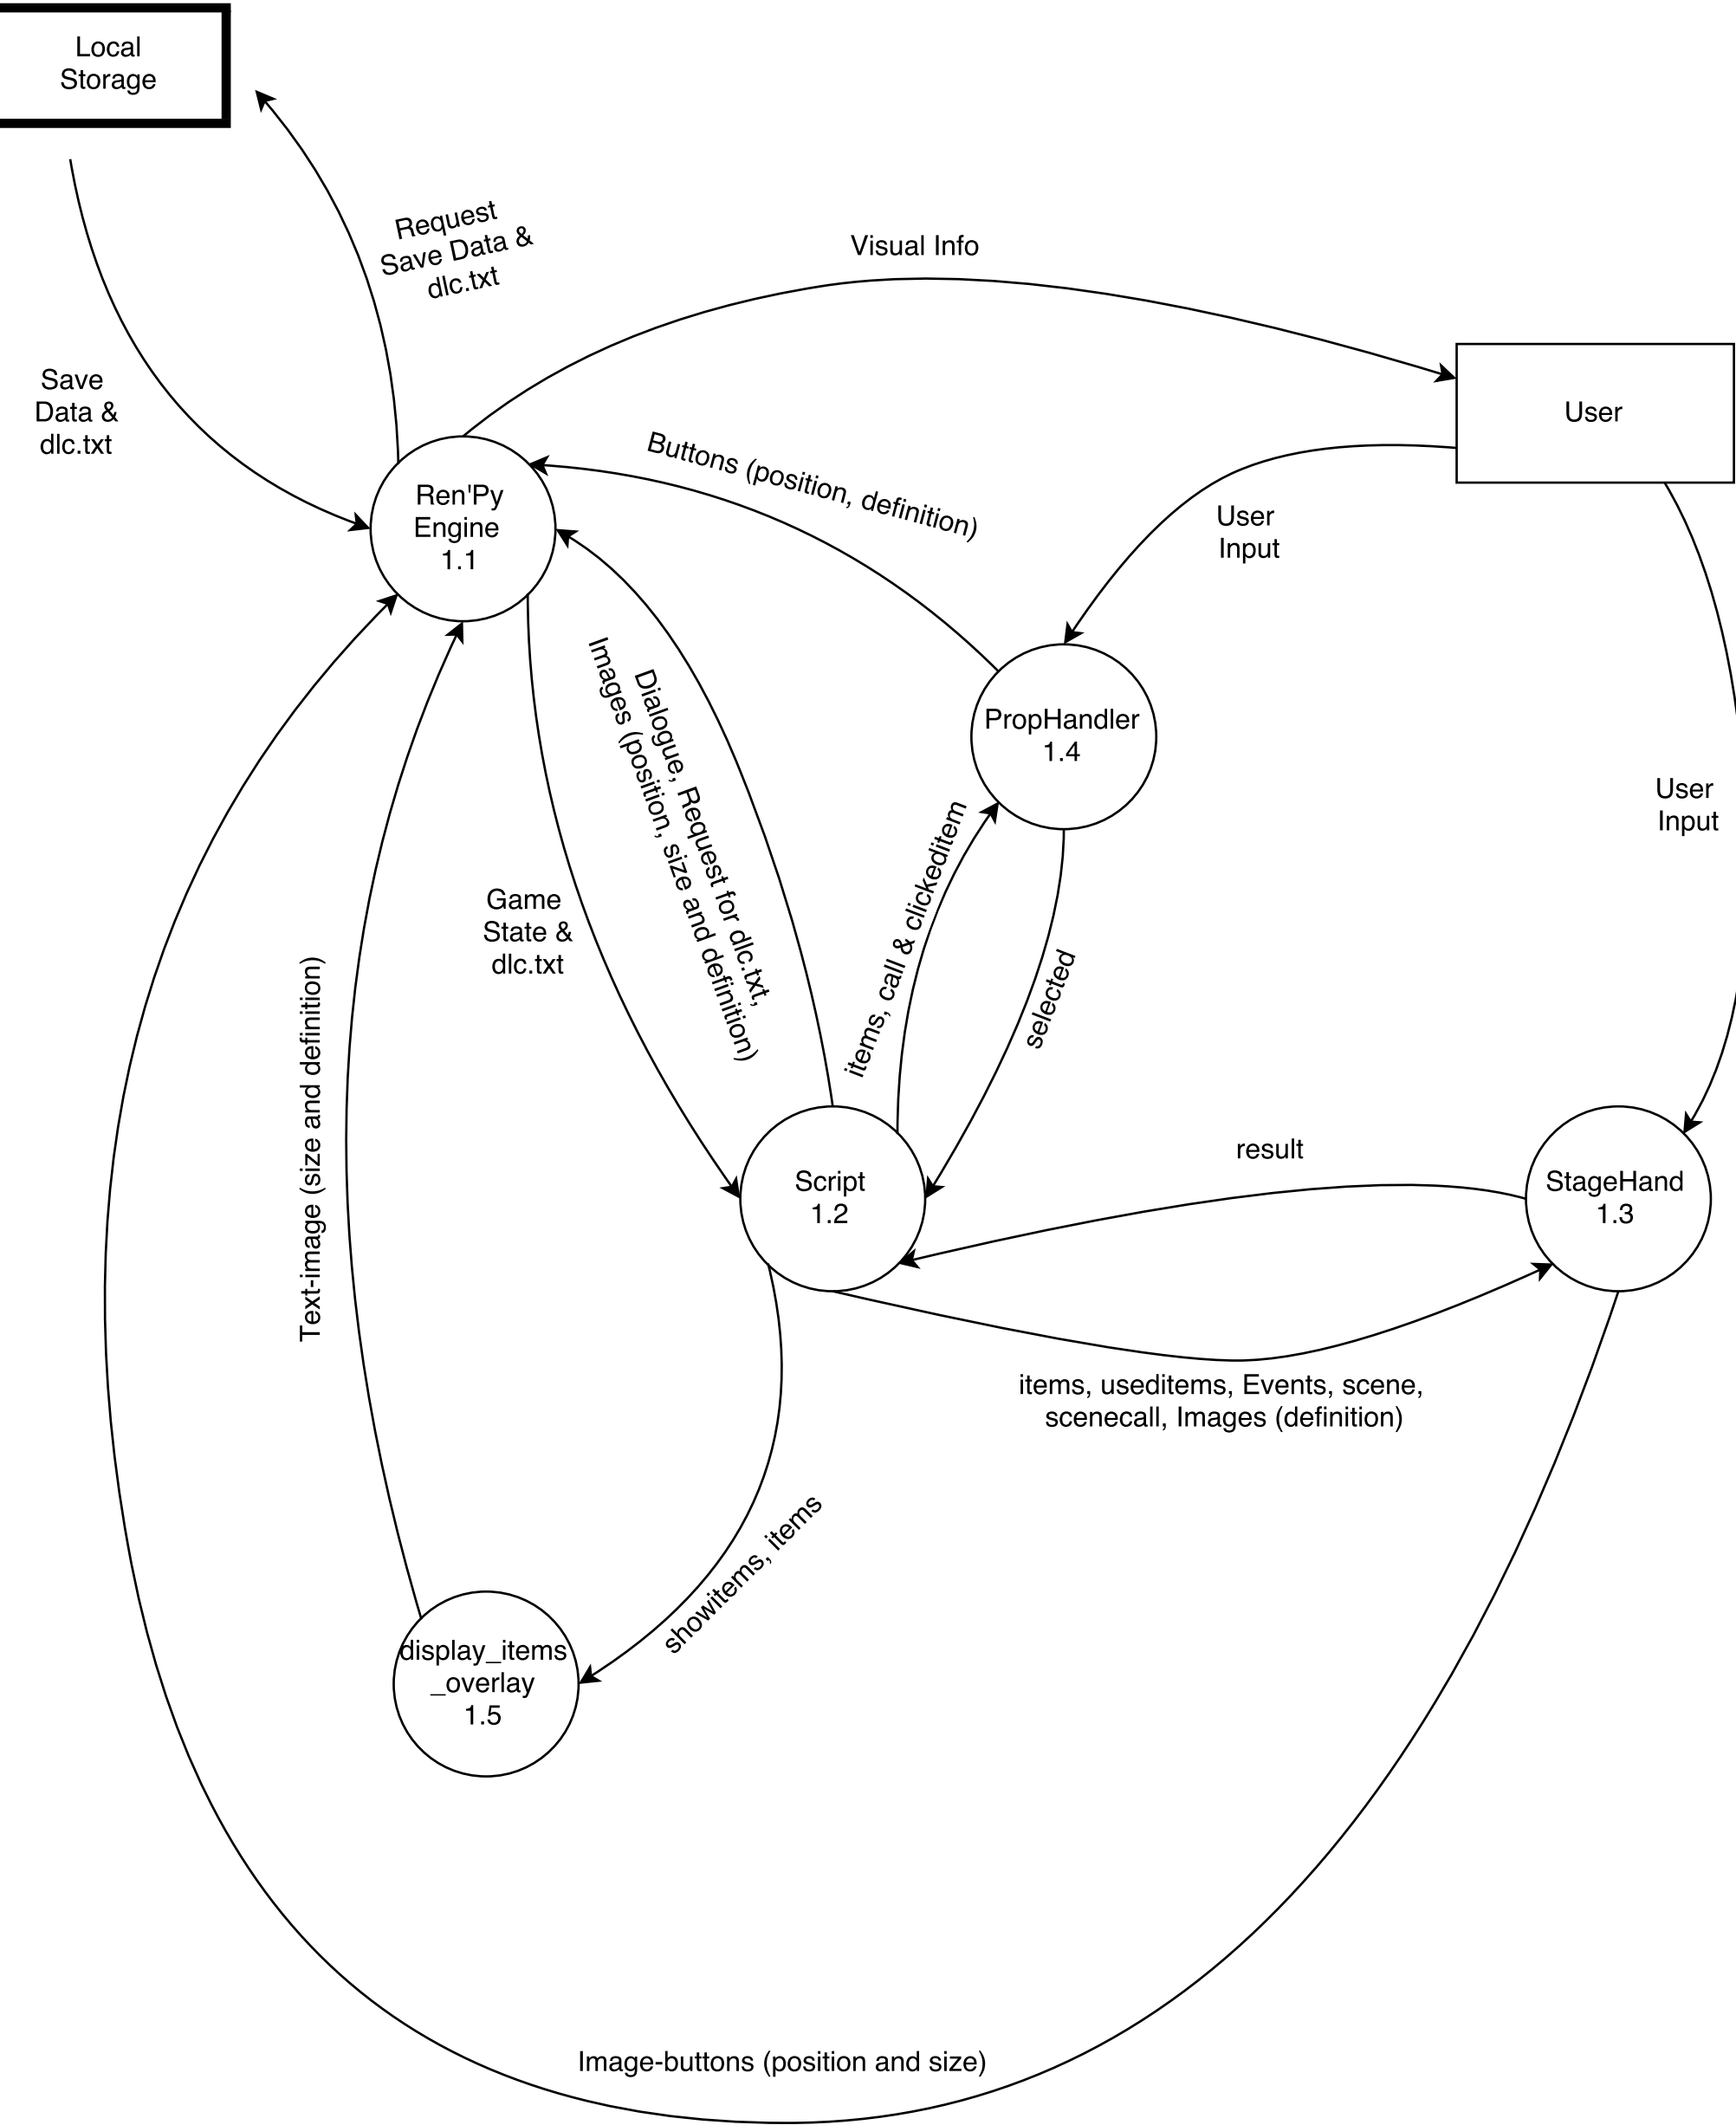 Local
Storage
Request
Save Data &
dlc.txt
Visual Info
Save
Data &
dlc.txt
User
Buttons (position, definition)
User
Input
Ren'Py
Engine
1.1
PropHandler
1.4
User
Input
Dialogue, Request for dlc.txt,
Images (position, size and definition)
Game
State &
dlc.txt
items, call & clickeditem
selected
Text-image (size and definition)
result
Script
1.2
StageHand
1.3
items, useditems, Events, scene,
scenecall, Images (definition)
showitems, items
display_items
_overlay
1.5
Image-buttons (position and size)